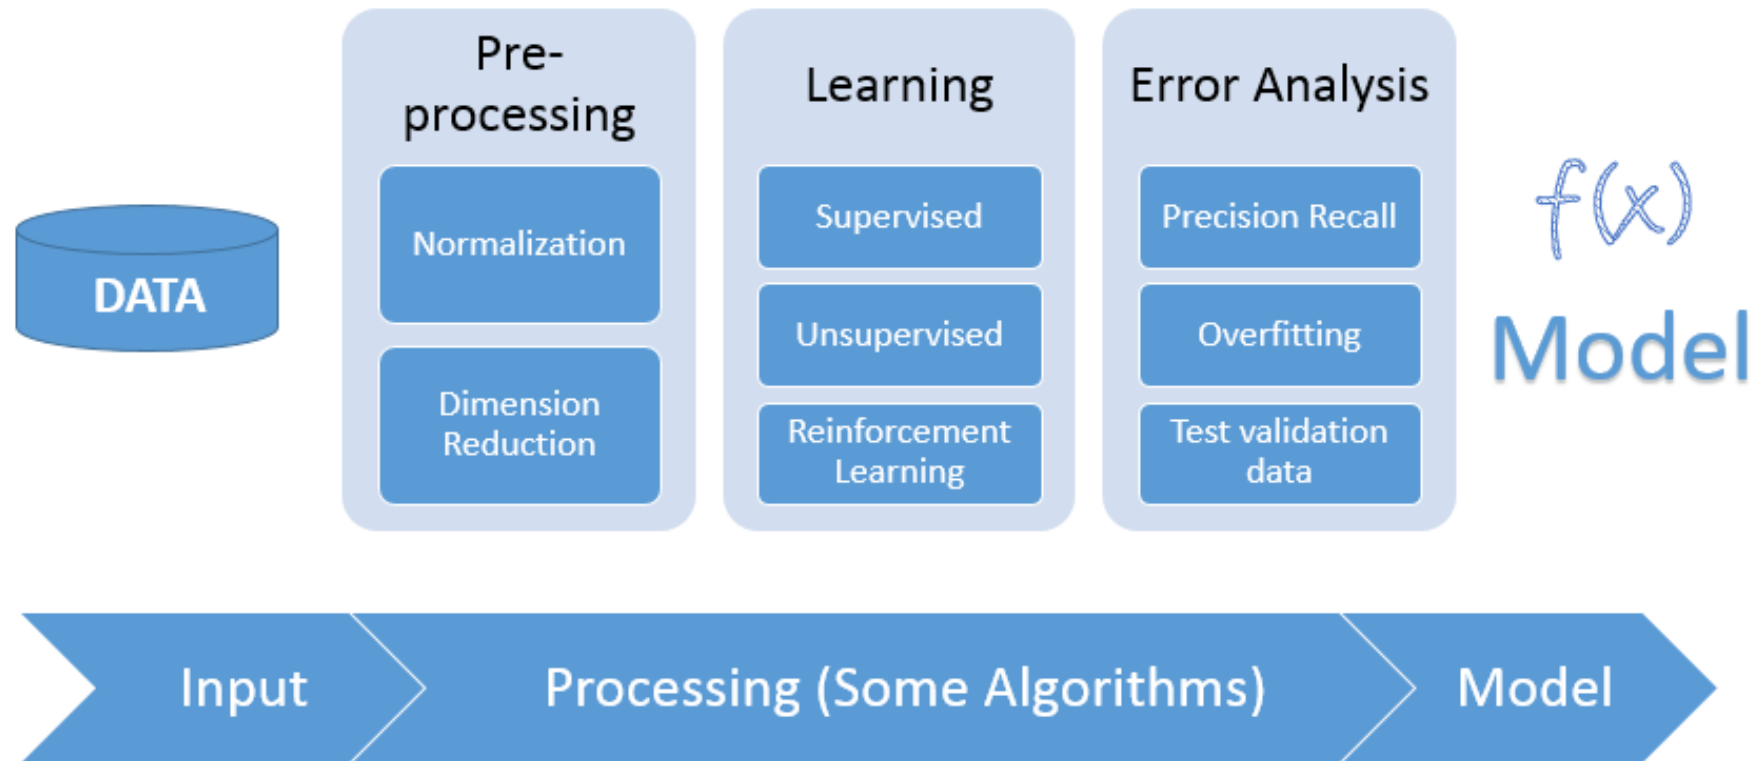 DATA
Pre-
processing
Normalization
Dimension
Reduction
Learning
Supervised
Unsupervised
Reinforcement
Learning
Error Analysis
Precision Recall
Overfitting
Test validation
data
f(x)
Model
Input
Processing (Some Algorithms)
Model